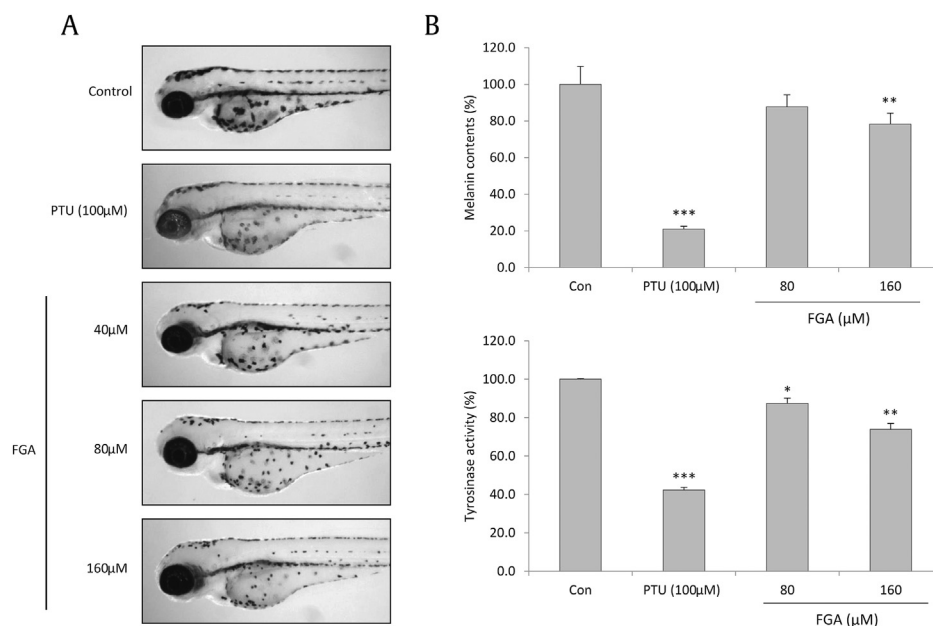 A
Control
PTU (100µM)
40µM
FGA
80µM
160µM
B
Melanin contents (%)
120.0
100.0
80.0
60.0
40.0
20.0
0.0
***
**
Con
PTU (100µM)
80
160
FGA (µM)
Tyrosinase activity (%)
120.0
100.0
80.0
60.0
40.0
20.0
0.0
***
*
**
Con
PTU (100µM)
80
160
FGA (µM)